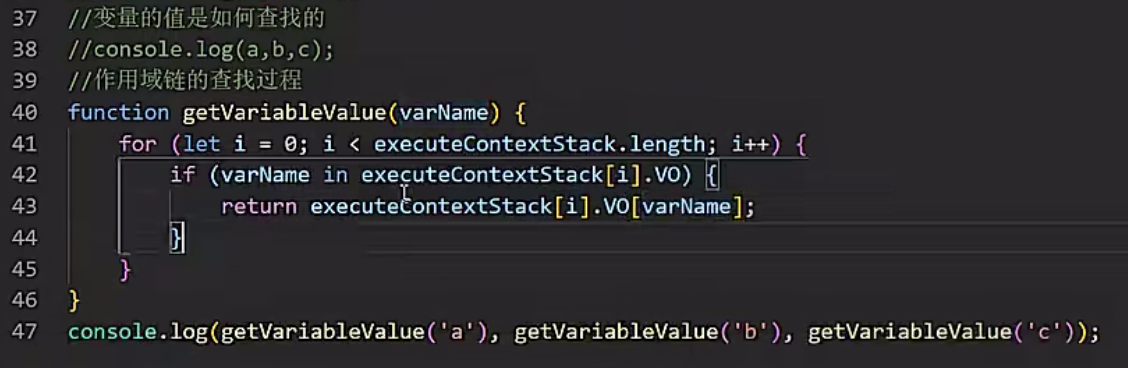 37 //变量的值是如何查找的
38 //console.log(a,b,c);
39 //作用域链的查找过程
40 function getVariableValue(varName) {
41     for (let i = 0; i < executeContextStack.length; i++) {
42         if (varName in executeContextStack[i].VO) {
43             return executeContextStack[i].VO[varName];
44         }
45     }
46 }
47 console.log(getVariableValue('a'), getVariableValue('b'), getVariableValue('c'));